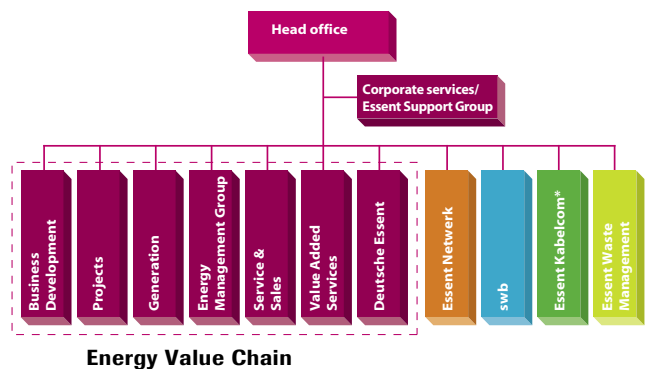 Head office
Corporate services/
Essent Support Group
Business
Development
Projects
Generation
Energy
Management Group
Service &
Sales
Value Added
Services
Deutsche Essent
Essent Netwerk
swb
Essent Kabelcom*
Essent Waste
Management
Energy Value Chain